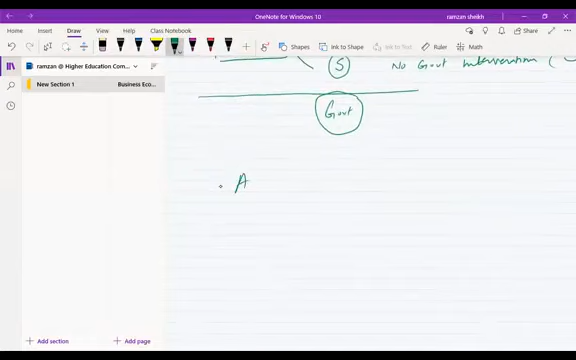 OneNote for Windows 10
ramzan sheikh
Home Insert Draw View Help Class Notebook
Share
Shapes Ink to Shape Ink to Text Ruler Math
ramzan @ Higher Education Com...
New Section 1 Business Eco...
S No Govt intervention (
Govt
A
Add section Add page